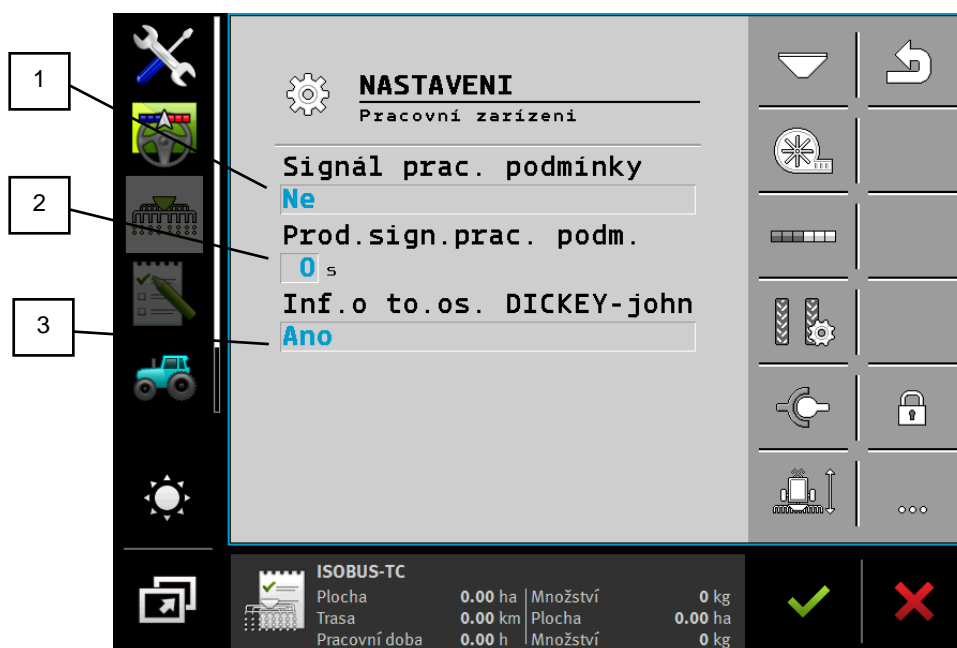 1
2
3
NASTAVENI
Pracovní zarízeni
Signál prac. podmínky
Ne
Prod.sign.prac. podm.
0 s
Inf.o to.os. DICKEY-john
Ano
ISOBUS-TC
Plocha 0.00 ha Množství 0 kg
Trasa 0.00 km Plocha 0.00 ha
Pracovní doba 0.00 h Množství 0 kg